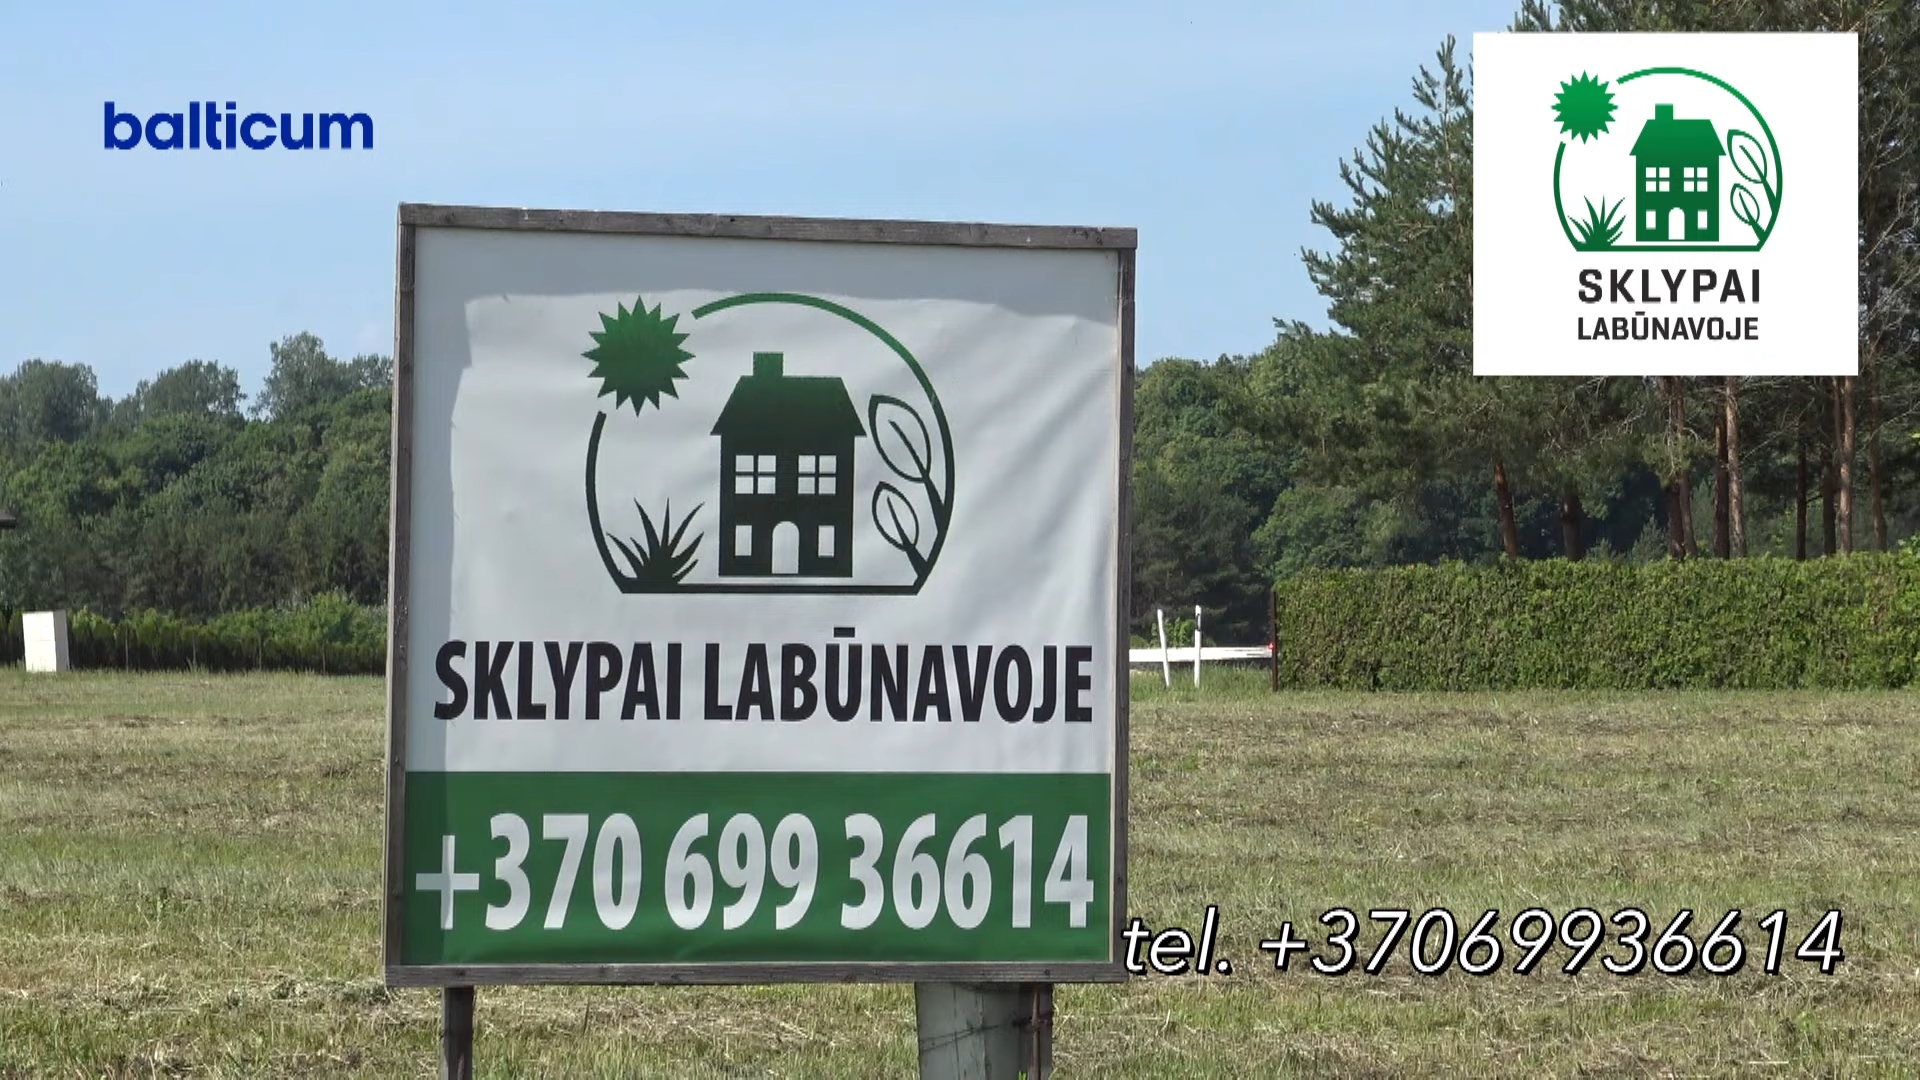 balticum
SKLYPAI
LABŪNAVOJE
SKLYPAI LABŪNAVOJE
+370 699 36614
tel. +37069936614